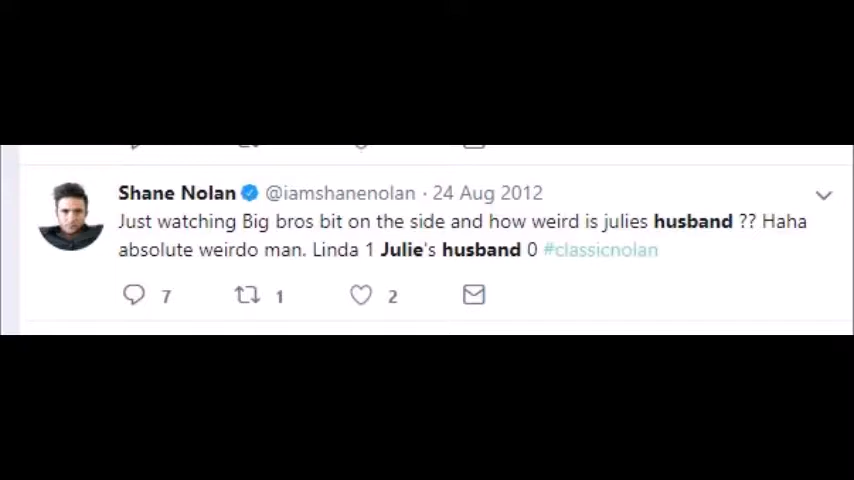 Shane Nolan @iamshanenolan · 24 Aug 2012
Just watching Big bros bit on the side and how weird is julies husband ?? Haha
absolute weirdo man. Linda 1 Julie's husband 0 #classicnolan
7 1 2